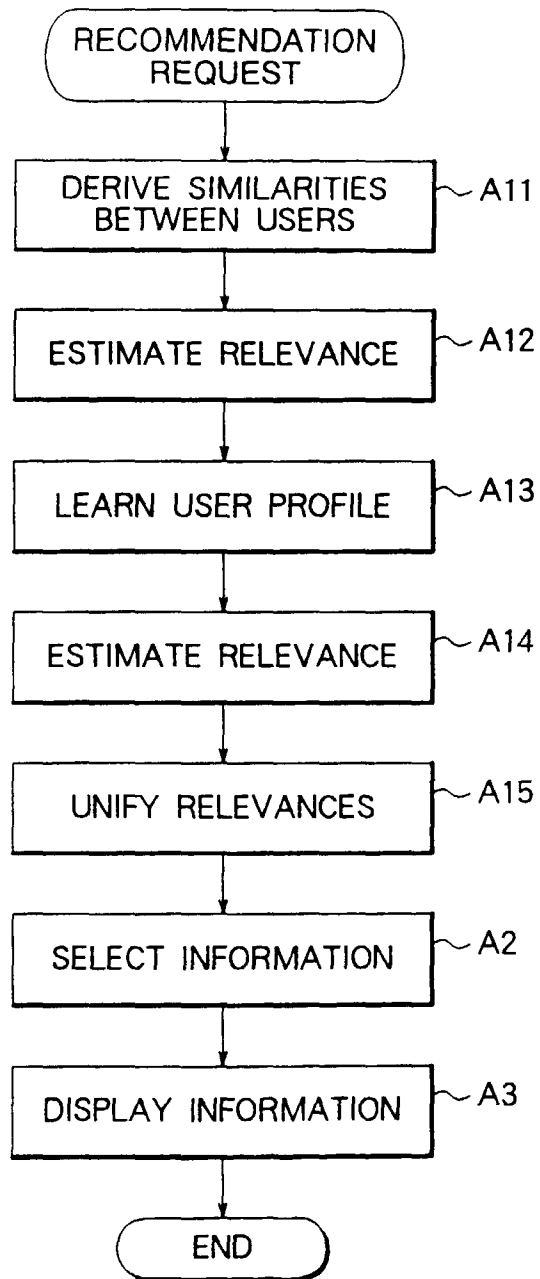 RECOMMENDATION
REQUEST
DERIVE SIMILARITIES
BETWEEN USERS
A11
ESTIMATE RELEVANCE
A12
LEARN USER PROFILE
A13
ESTIMATE RELEVANCE
A14
UNIFY RELEVANCES
A15
SELECT INFORMATION
A2
DISPLAY INFORMATION
A3
END